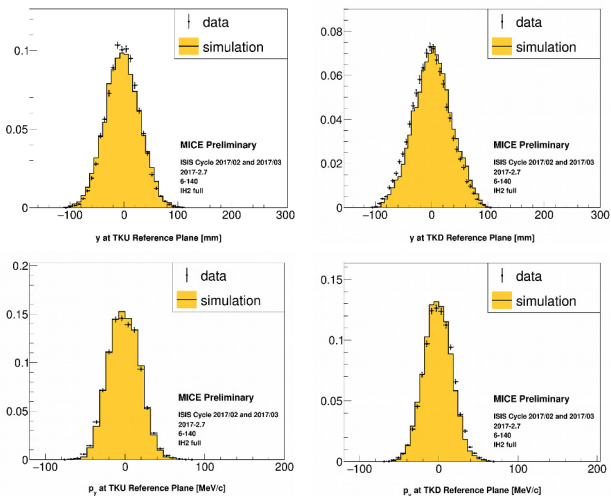 data
simulation
0.1
0.05
0
MICE Preliminary
ISIS Cycle 2017/02 and 2017/03
2017-2.7
6-140
IH2 full
−100 0 100 200 300
y at TKU Reference Plane [mm]
data
simulation
0.08
0.06
0.04
0.02
0
MICE Preliminary
ISIS Cycle 2017/02 and 2017/03
2017-2.7
6-140
IH2 full
−100 0 100 200 300
y at TKD Reference Plane [mm]
data
simulation
0.2
0.15
0.1
0.05
0
MICE Preliminary
ISIS Cycle 2017/02 and 2017/03
2017-2.7
6-140
IH2 full
−100 0 100 200
p_y at TKU Reference Plane [MeV/c]
data
simulation
0.15
0.1
0.05
0
MICE Preliminary
ISIS Cycle 2017/02 and 2017/03
2017-2.7
6-140
IH2 full
−100 0 100 200
p at TKD Reference Plane [MeV/c]